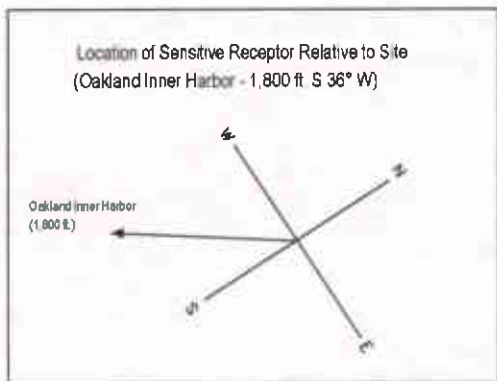 Location of Sensitive Receptor Relative to Site
(Oakland Inner Harbor - 1,800 ft. S 36° W)
W
N
Oakland Inner Harbor
(1,800 ft.)
S
E